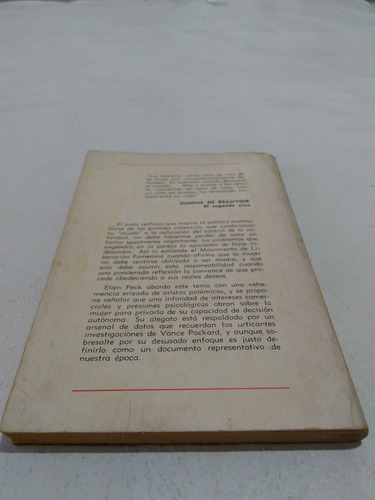 SIMONE DE BEAUVOIR
El segundo sexo
El justo rechazo que inspira la política malthu-
siana de las grandes potencias, que condicionan
su "ayuda" a la aplicación del control de la na-
talidad, no debe hacernos perder de vista un
factor igualmente importante: los problemas que
engendra en la pareja la aparición de hijos in-
deseados. Así lo entiende el Movimiento de Li-
beración Femenina cuando afirma que la mujer
no debe sentirse obligada a ser madre, y que
sólo debe asumir esta responsabilidad cuando
una ponderada reflexión la convence de que pro-
cede obedeciendo a sus reales deseos.
Ellen Peck aborda este tema con una vehe-
mencia erizada de aristas polémicas, y se propo-
ne señalar que una infinidad de intereses comer-
ciales y presiones psicológicas obran sobre la
mujer para privarla de su capacidad de decisión
autónoma. Su alegato está respaldado por un
arsenal de datos que recuerdan las urticantes
investigaciones de Vance Packard, y aunque so-
bresalte por su desusado enfoque es justo de-
finirlo como un documento representativo de
nuestra época.